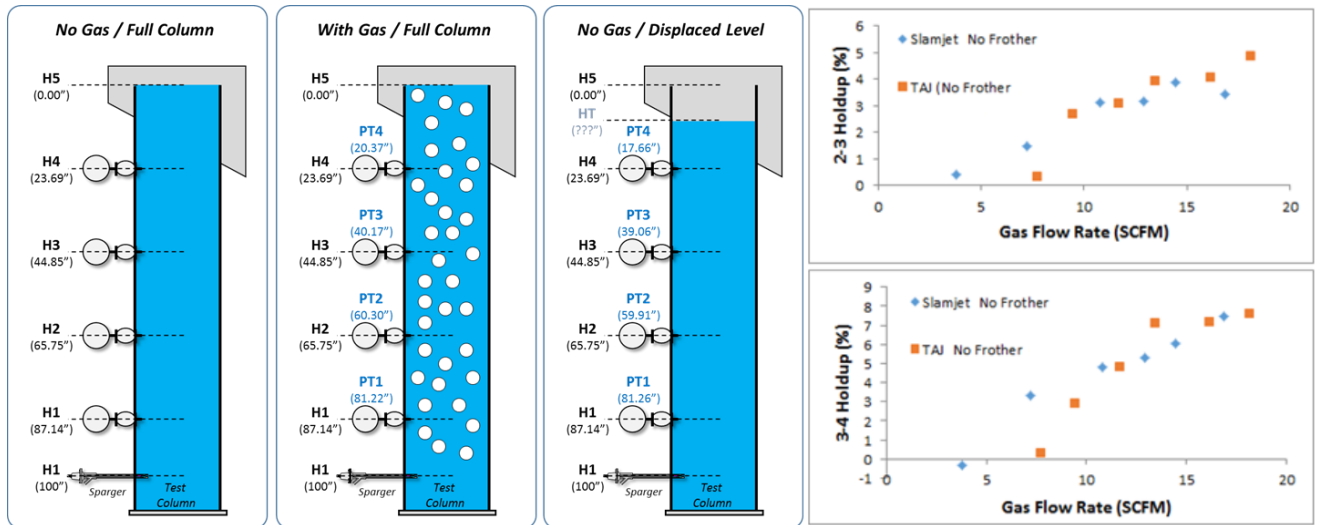 No Gas / Full Column
H5
(0.00”)
H4
(23.69”)
H3
(44.85”)
H2
(65.75”)
H1
(87.14”)
H1
(100”)
Sparger
Test
Column
With Gas / Full Column
H5
(0.00”)
PT4
(20.37”)
H4
(23.69”)
PT3
(40.17”)
H3
(44.85”)
PT2
(60.30”)
H2
(65.75”)
PT1
(81.22”)
H1
(87.14”)
H1
(100”)
Sparger
Test
Column
No Gas / Displaced Level
H5
(0.00”)
HT
(???”)
PT4
(17.66”)
H4
(23.69”)
PT3
(39.06”)
H3
(44.85”)
PT2
(59.91”)
H2
(65.75”)
PT1
(81.26”)
H1
(87.14”)
H1
(100”)
Sparger
Test
Column
2-3 Holdup (%)
6
5
4
3
2
1
0
0 5 10 15 20
Slamjet No Frother
TAJ (No Frother
Gas Flow Rate (SCFM)
3-4 Holdup (%)
9
8
7
6
5
4
3
2
1
0
-1 0 5 10 15 20
Slamjet No Frother
TAJ No Frother
Gas Flow Rate (SCFM)